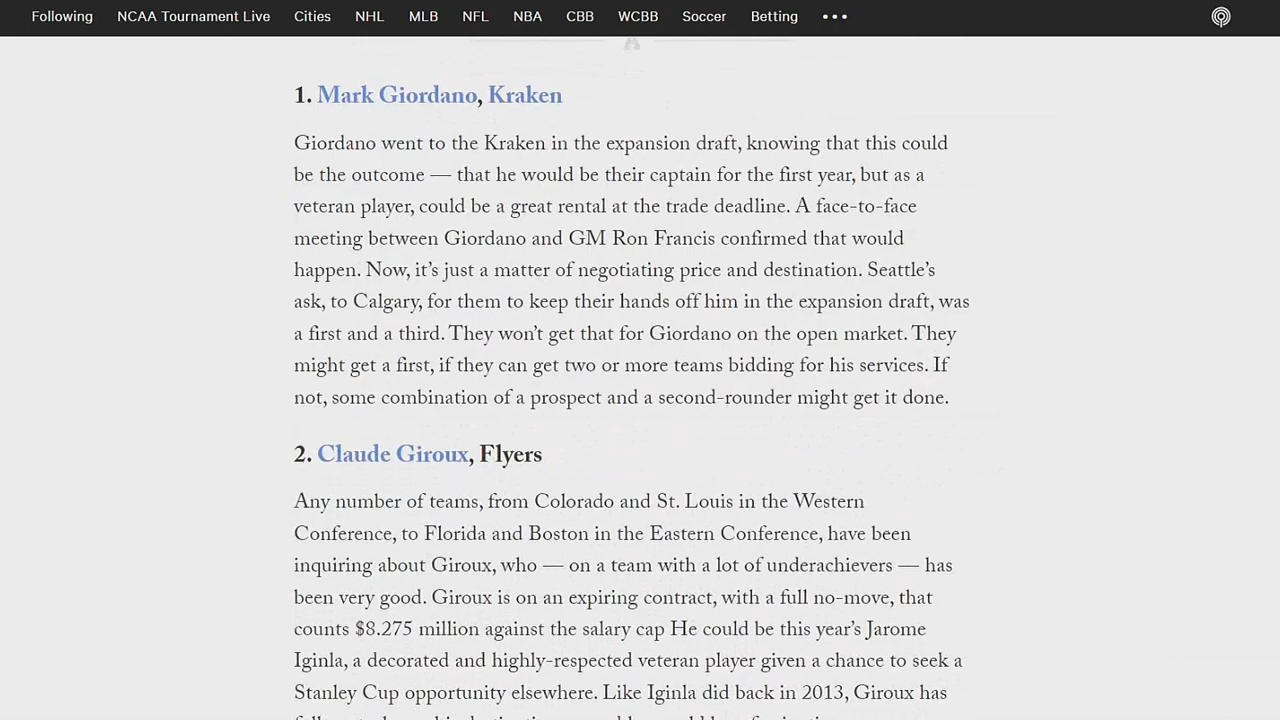 Following NCAA Tournament Live Cities NHL MLB NFL NBA CBB WCBB Soccer Betting •••
1. Mark Giordano, Kraken
Giordano went to the Kraken in the expansion draft, knowing that this could
be the outcome — that he would be their captain for the first year, but as a
veteran player, could be a great rental at the trade deadline. A face-to-face
meeting between Giordano and GM Ron Francis confirmed that would
happen. Now, it’s just a matter of negotiating price and destination. Seattle’s
ask, to Calgary, for them to keep their hands off him in the expansion draft, was
a first and a third. They won’t get that for Giordano on the open market. They
might get a first, if they can get two or more teams bidding for his services. If
not, some combination of a prospect and a second-rounder might get it done.
2. Claude Giroux, Flyers
Any number of teams, from Colorado and St. Louis in the Western
Conference, to Florida and Boston in the Eastern Conference, have been
inquiring about Giroux, who — on a team with a lot of underachievers — has
been very good. Giroux is on an expiring contract, with a full no-move, that
counts $8.275 million against the salary cap He could be this year’s Jarome
Iginla, a decorated and highly-respected veteran player given a chance to seek a
Stanley Cup opportunity elsewhere. Like Iginla did back in 2013, Giroux has